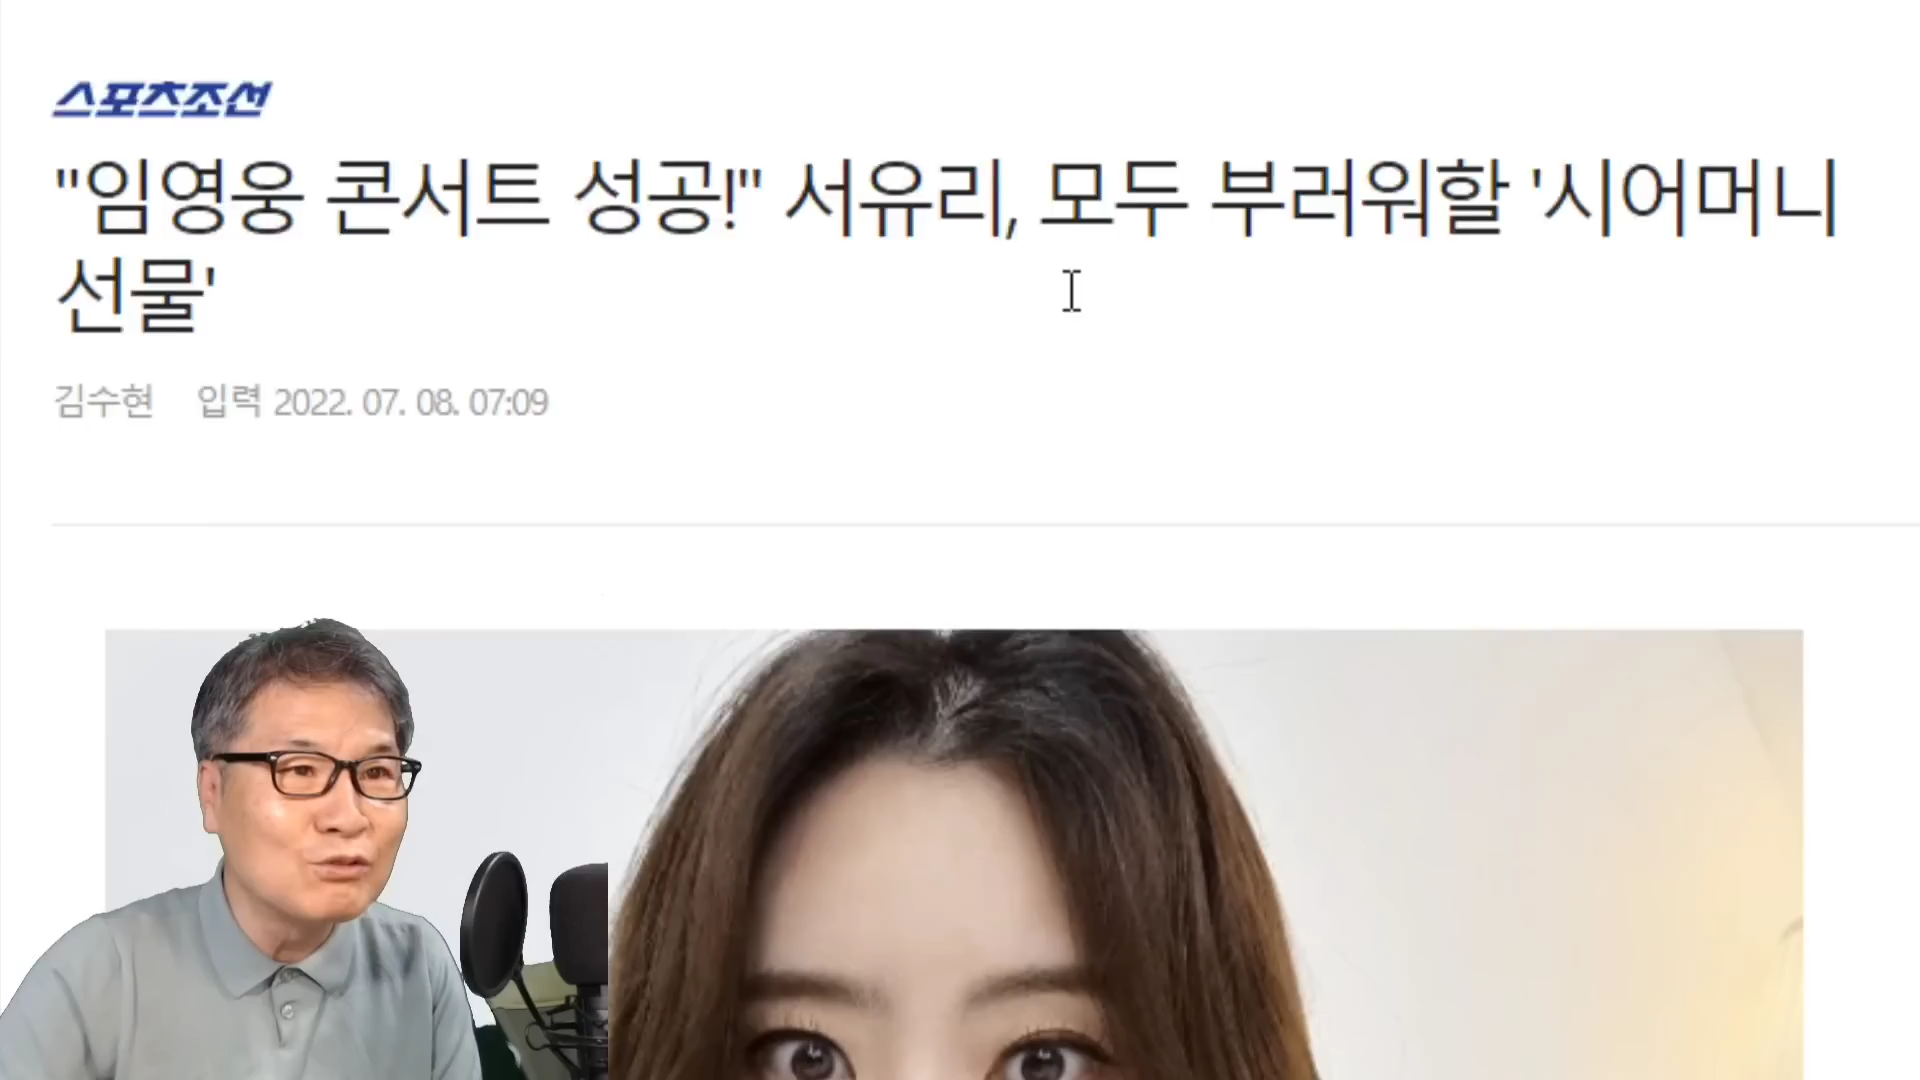 스포츠조선
"임영웅 콘서트 성공!" 서유리, 모두 부러워할 '시어머니
선물'
김수현 입력 2022. 07. 08. 07:09